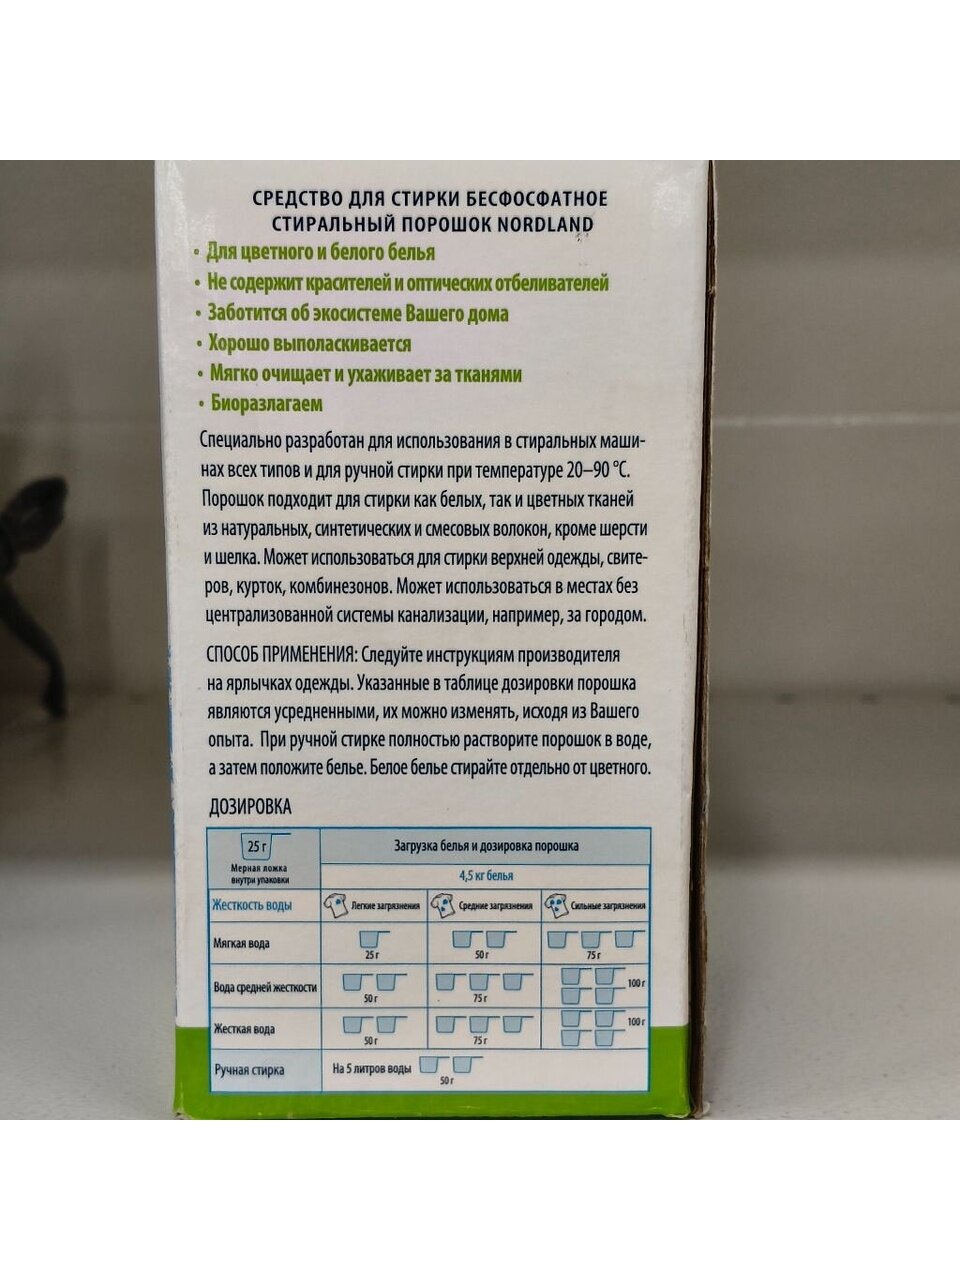 СРЕДСТВО ДЛЯ СТИРКИ БЕСФОСФАТНОЕ
СТИРАЛЬНЫЙ ПОРОШОК NORDLAND
• Для цветного и белого белья
• Не содержит красителей и оптических отбеливателей
• Заботится об экосистеме Вашего дома
• Хорошо выполаскивается
• Мягко очищает и ухаживает за тканями
• Биоразлагаем
Специально разработан для использования в стиральных маши-
нах всех типов и для ручной стирки при температуре 20–90 °С.
Порошок подходит для стирки как белых, так и цветных тканей
из натуральных, синтетических и смесовых волокон, кроме шерсти
и шелка. Может использоваться для стирки верхней одежды, свите-
ров, курток, комбинезонов. Может использоваться в местах без
централизованной системы канализации, например, за городом.
СПОСОБ ПРИМЕНЕНИЯ: Следуйте инструкциям производителя
на ярлычках одежды. Указанные в таблице дозировки порошка
являются усредненными, их можно изменять, исходя из Вашего
опыта. При ручной стирке полностью растворите порошок в воде,
а затем положите белье. Белое белье стирайте отдельно от цветного.
ДОЗИРОВКА
25 г
Мерная ложка
внутри упаковки
Загрузка белья и дозировка порошка
4,5 кг белья
Жесткость воды Легкие загрязнения Средние загрязнения Сильные загрязнения
Мягкая вода 25 г 50 г 75 г
Вода средней жесткости 50 г 75 г 100 г
Жесткая вода 50 г 75 г 100 г
Ручная стирка На 5 литров воды 50 г